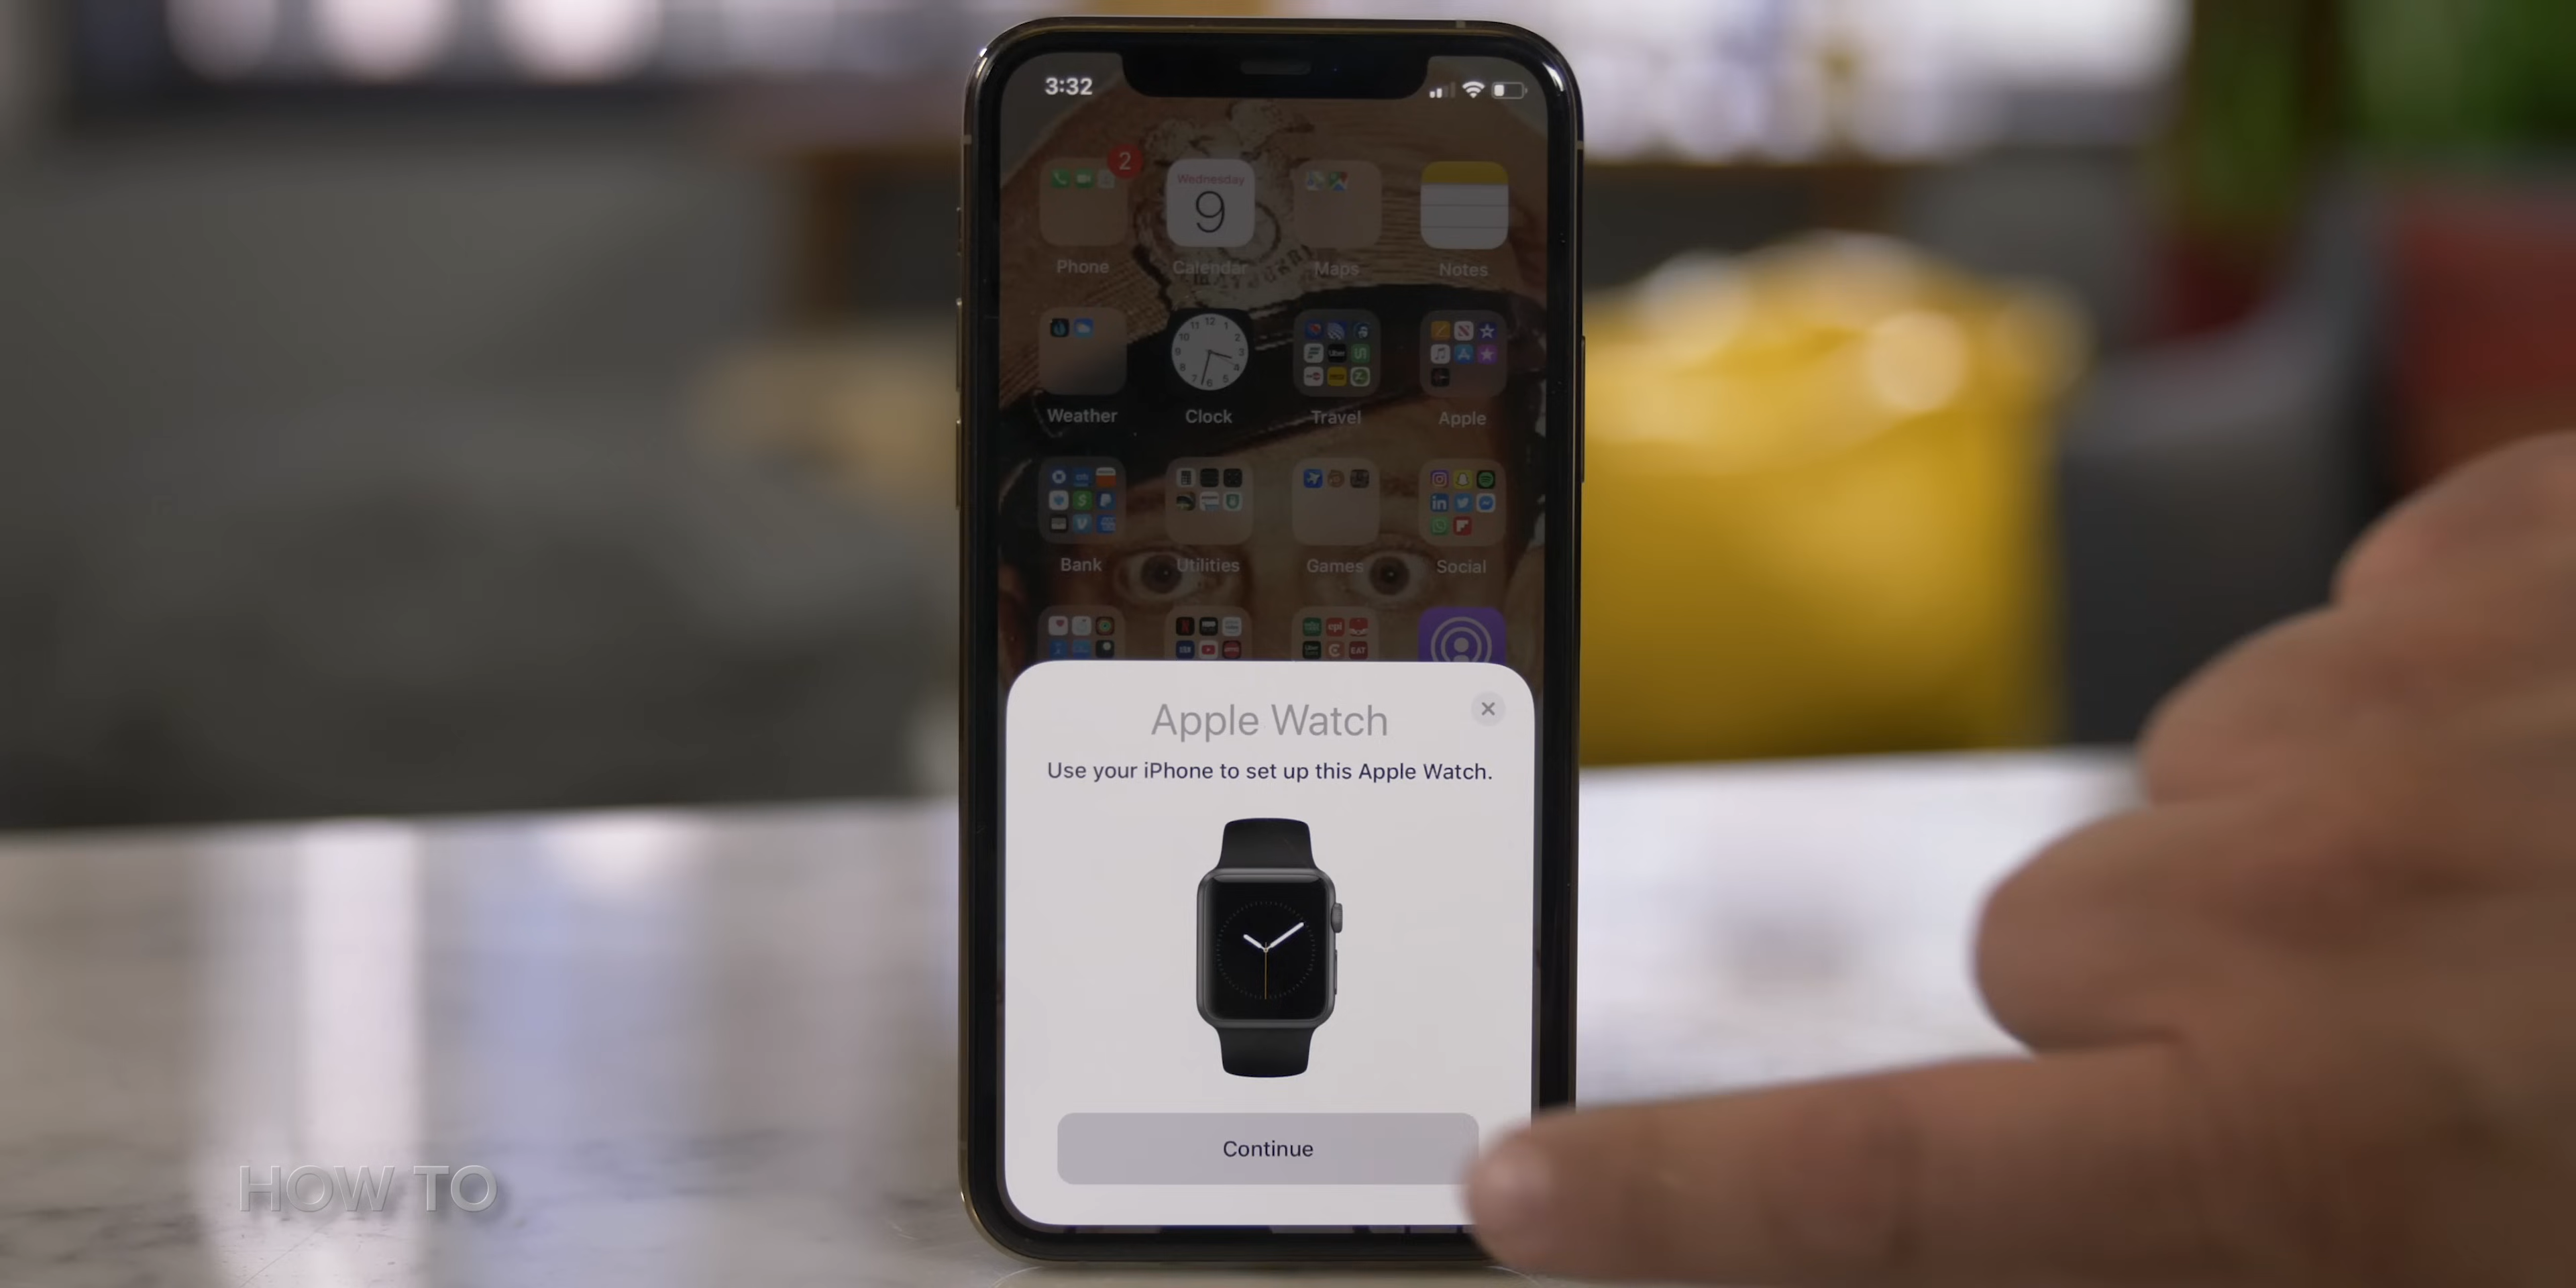 3:32
2
Wednesday
9
Phone
Calendar
Maps
Notes
Weather
Clock
Travel
Apple
Bank
Utilities
Games
Social
Apple Watch
Use your iPhone to set up this Apple Watch.
Continue
HOW TO